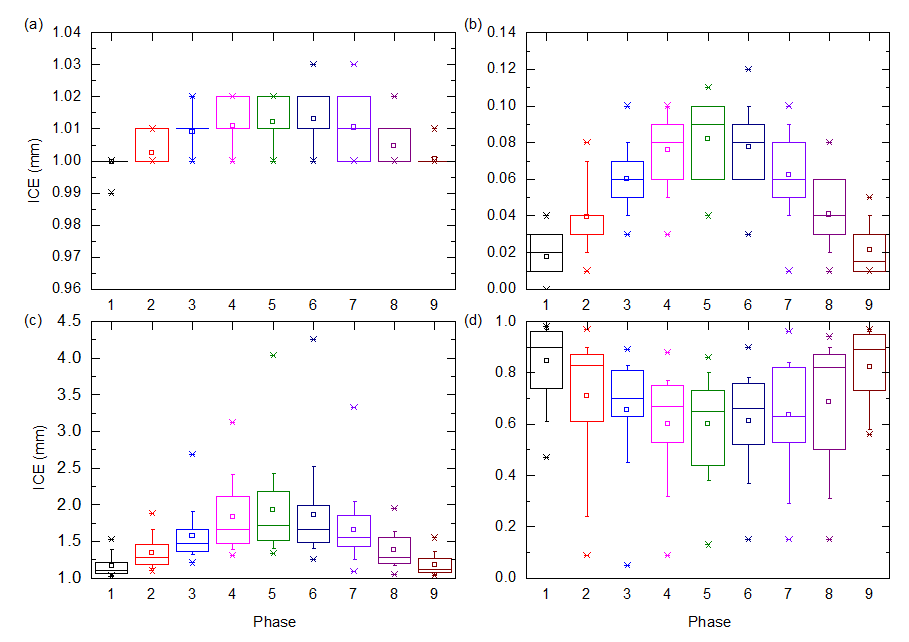 (a)
1.04
1.03
1.02
1.01
1.00
0.99
0.98
0.97
0.96
ICE (mm)
1 2 3 4 5 6 7 8 9
(b)
0.14
0.12
0.10
0.08
0.06
0.04
0.02
0.00
1 2 3 4 5 6 7 8 9
(c)
4.5
4.0
3.5
3.0
2.5
2.0
1.5
1.0
ICE (mm)
1 2 3 4 5 6 7 8 9
Phase
(d)
1.0
0.8
0.6
0.4
0.2
0.0
1 2 3 4 5 6 7 8 9
Phase